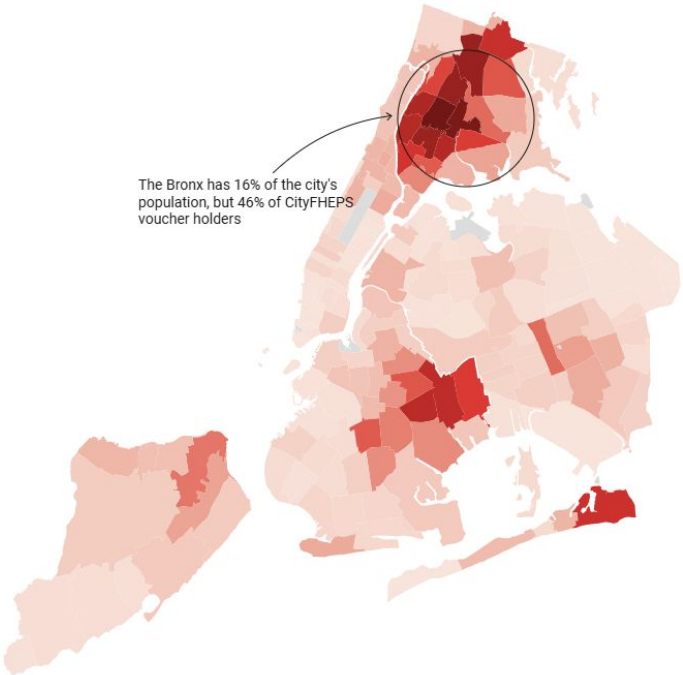 The Bronx has 16% of the city's
population, but 46% of CityFHEPS
voucher holders